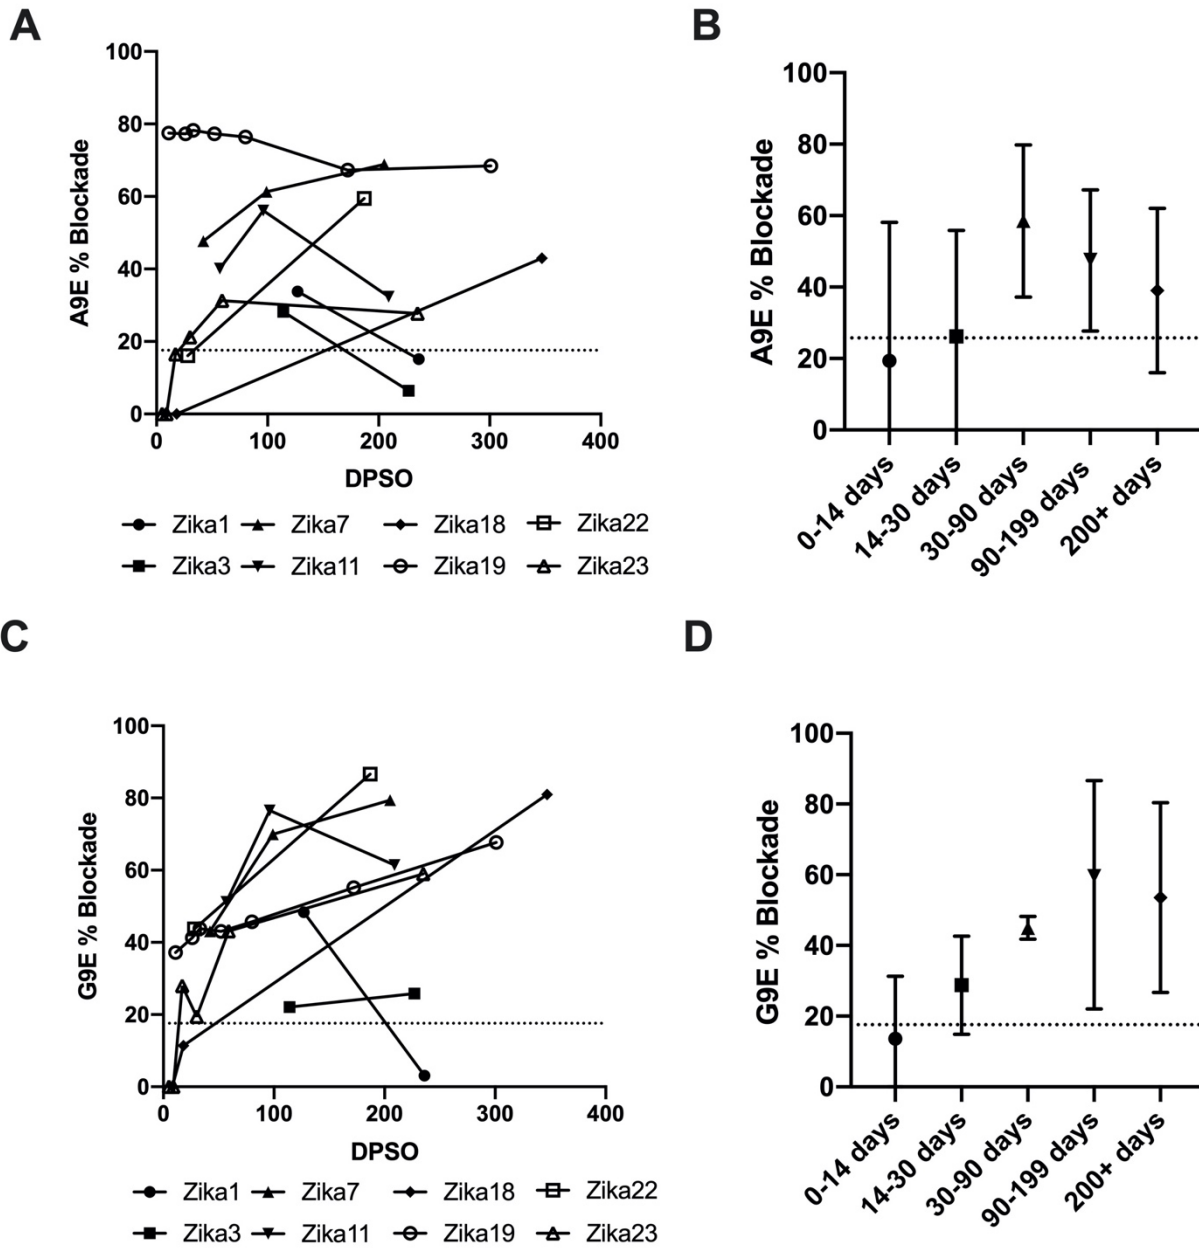 A
A9E % Blockade
100
80
60
40
20
0
0 100 200 300 400
DPSO
Zika1 Zika7 Zika18 Zika22
Zika3 Zika11 Zika19 Zika23
B
A9E % Blockade
100
80
60
40
20
0
0-14 days
14-30 days
30-90 days
90-199 days
200+ days
C
G9E % Blockade
100
80
60
40
20
0
0 100 200 300 400
DPSO
Zika1 Zika7 Zika18 Zika22
Zika3 Zika11 Zika19 Zika23
D
G9E % Blockade
100
80
60
40
20
0
0-14 days
14-30 days
30-90 days
90-199 days
200+ days